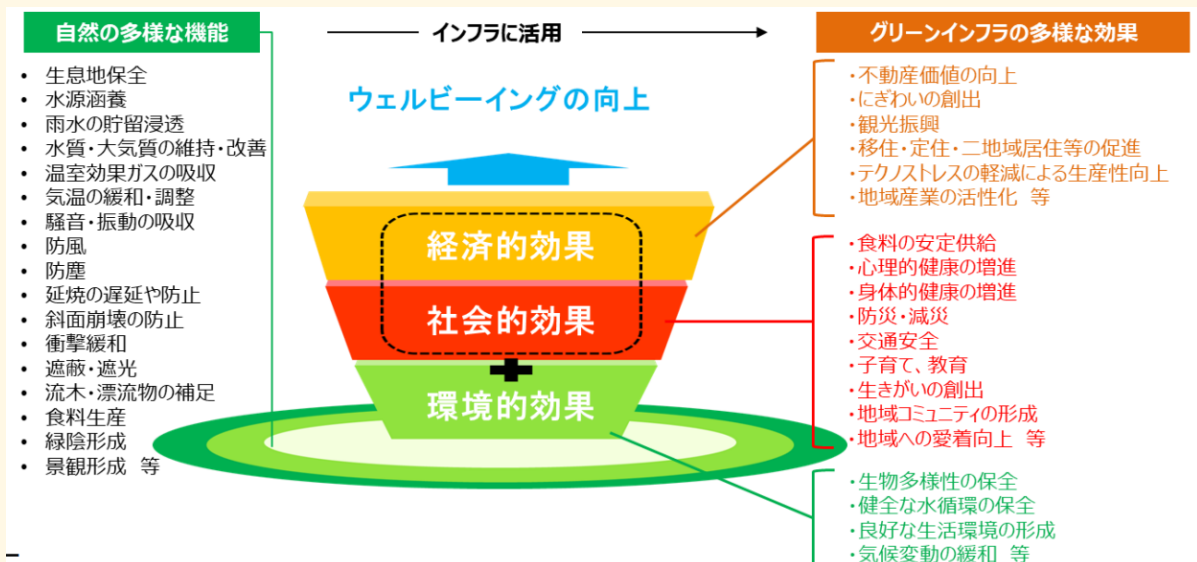 自然の多様な機能
インフラに活用
グリーンインフラの多様な効果
• 生息地保全
• 水源涵養
• 雨水の貯留浸透
• 水質・大気質の維持・改善
• 温室効果ガスの吸収
• 気温の緩和・調整
• 騒音・振動の吸収
• 防風
• 防塵
• 延焼の遅延や防止
• 斜面崩壊の防止
• 衝撃緩和
• 遮蔽・遮光
• 流木・漂流物の補足
• 食料生産
• 緑陰形成
• 景観形成 等
ウェルビーイングの向上
経済的効果
社会的効果
+
環境的効果
・不動産価値の向上
・にぎわいの創出
・観光振興
・移住・定住・二地域居住等の促進
・テクノストレスの軽減による生産性向上
・地域産業の活性化 等
・食料の安定供給
・心理的健康の増進
・身体的健康の増進
・防災・減災
・交通安全
・子育て、教育
・生きがいの創出
・地域コミュニティの形成
・地域への愛着向上 等
・生物多様性の保全
・健全な水循環の保全
・良好な生活環境の形成
・気候変動の緩和 等